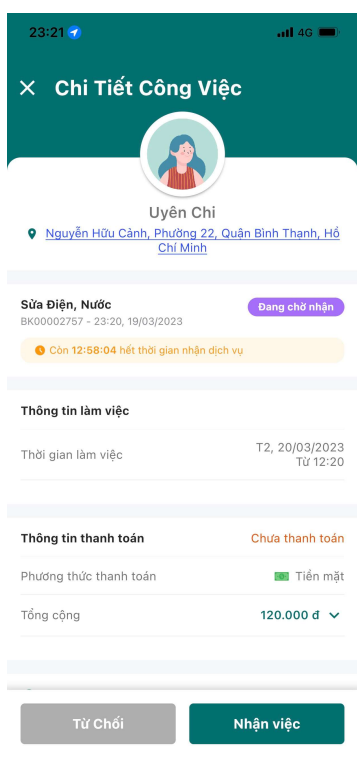 23:21
4G
Chi Tiết Công Việc
Uyên Chi
Nguyễn Hữu Cảnh, Phường 22, Quận Bình Thạnh, Hồ
Chí Minh
Sửa Điện, Nước
Đang chờ nhận
BK00002757 - 23:20, 19/03/2023
Còn 12:58:04 hết thời gian nhận dịch vụ
Thông tin làm việc
Thời gian làm việc
T2, 20/03/2023
Từ 12:20
Thông tin thanh toán
Chưa thanh toán
Phương thức thanh toán
Tiền mặt
Tổng cộng
120.000 đ
Từ Chối
Nhận việc